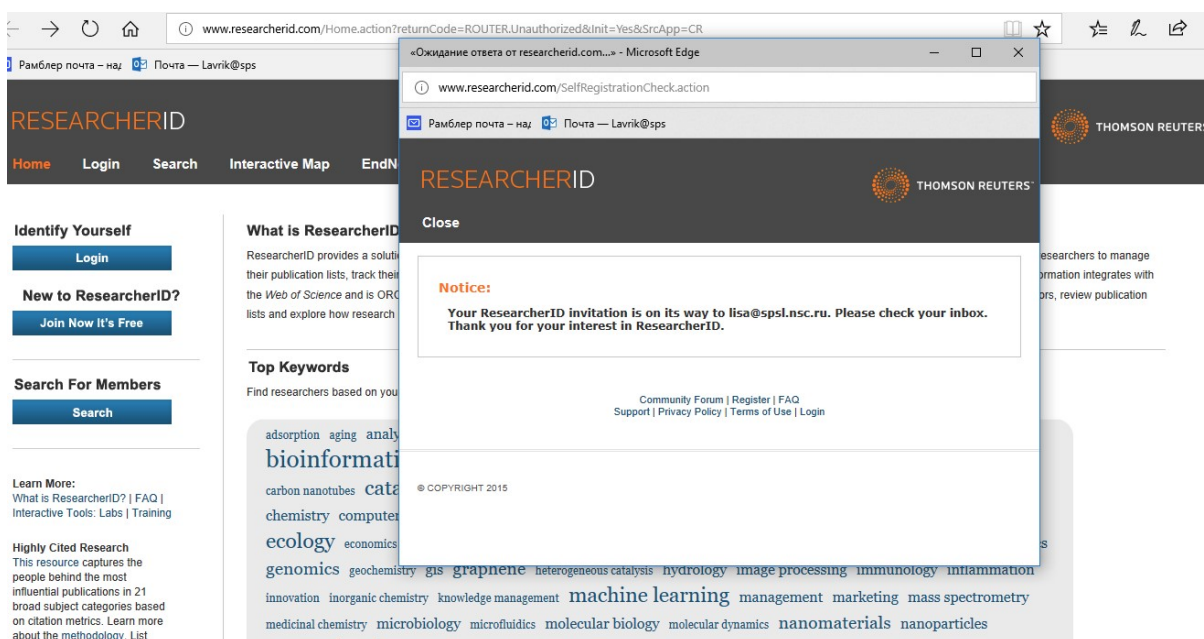 www.researcherid.com/Home.action?returnCode=ROUTER.Unauthorized&Init=Yes&SrcApp=CR
Рамблер почта – на
Почта — Lavrik@sps
RESEARCHERID
THOMSON REUTERS
Home Login Search Interactive Map EndN
Identify Yourself
Login
New to ResearcherID?
Join Now It's Free
Search For Members
Search
Learn More:
What is ResearcherID? | FAQ |
Interactive Tools: Labs | Training
Highly Cited Research
This resource captures the
people behind the most
influential publications in 21
broad subject categories based
on citation metrics. Learn more
about the methodology. List
What is ResearcherID
ResearcherID provides a soluti
their publication lists, track their
the Web of Science and is ORC
lists and explore how research
esearchers to manage
ormation integrates with
ors, review publication
Top Keywords
Find researchers based on you
adsorption aging analy
bioinformati
carbon nanotubes cata
chemistry computer
ecology economics
genomics geochemistry gis graphene heterogeneous catalysis hydrology image processing immunology inflammation
innovation inorganic chemistry knowledge management machine learning management marketing mass spectrometry
medicinal chemistry microbiology microfluidics molecular biology molecular dynamics nanomaterials nanoparticles
«Ожидание ответа от researcherid.com...» - Microsoft Edge
www.researcherid.com/SelfRegistrationCheck.action
Рамблер почта – на
Почта — Lavrik@sps
RESEARCHERID
THOMSON REUTERS
Close
Notice:
Your ResearcherID invitation is on its way to lisa@spsl.nsc.ru. Please check your inbox.
Thank you for your interest in ResearcherID.
Community Forum | Register | FAQ
Support | Privacy Policy | Terms of Use | Login
© COPYRIGHT 2015